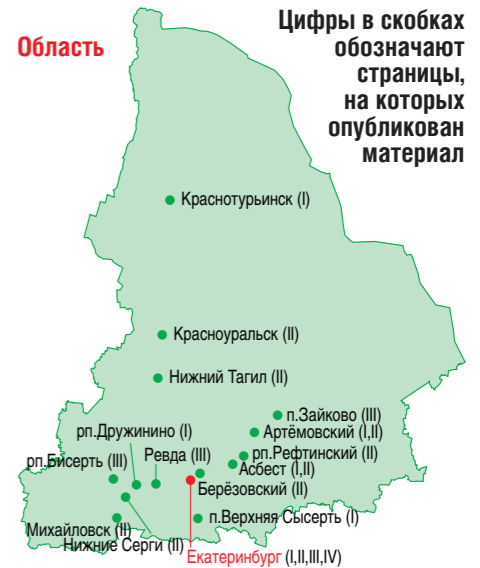 Область
Цифры в скобках
обозначают
страницы,
на которых
опубликован
материал
Краснотурьинск (I)
Красноуральск (II)
Нижний Тагил (II)
п.Зайково (III)
Артёмовский (I,II)
рп.Дружинино (I)
рп.Рефтинский (II)
Ревда (III)
Асбест (I,II)
рп.Бисерть (III)
Берёзовский (II)
п.Верхняя Сысерть (I)
Михайловск (II)
Нижние Серги (II)
Екатеринбург (I,II,III,IV)